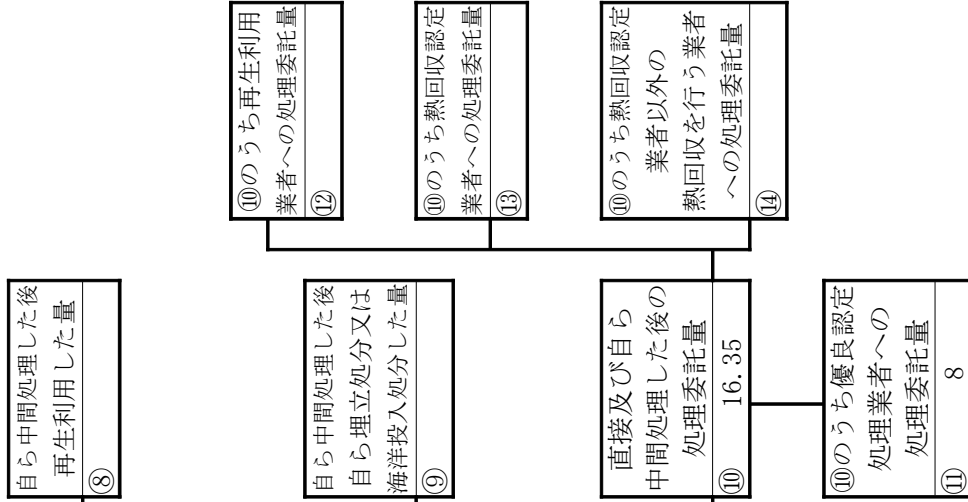 自ら中間処理した後
再生利用した量
⑧
自ら中間処理した後
自ら埋立処分又は
海洋投入処分した量
⑨
直接及び自ら
中間処理した後の
処理委託量
⑩ 16.35
⑩のうち優良認定
処理業者への
処理委託量
⑪ 8
⑩のうち再生利用
業者への処理委託量
⑫
⑩のうち熱回収認定
業者への処理委託量
⑬
⑩のうち熱回収認定
業者以外の
熱回収を行う業者
への処理委託量
⑭